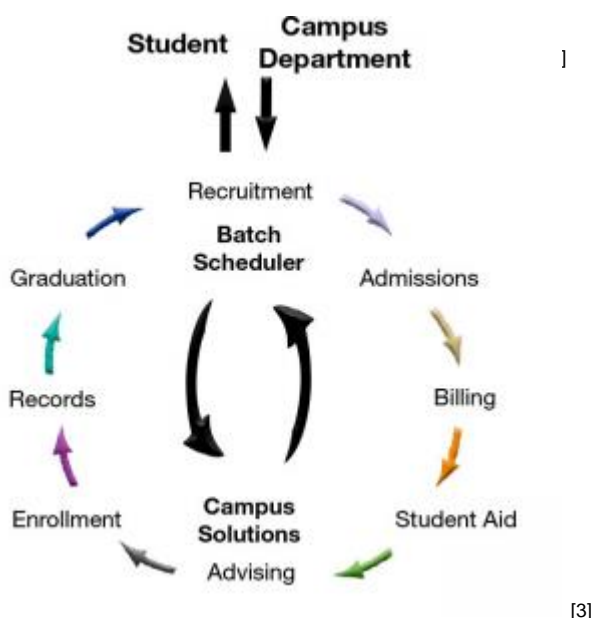 Student
Campus
Department
]
Recruitment
Batch
Scheduler
Graduation
Admissions
Records
Billing
Enrollment
Campus
Solutions
Student Aid
Advising
[3]